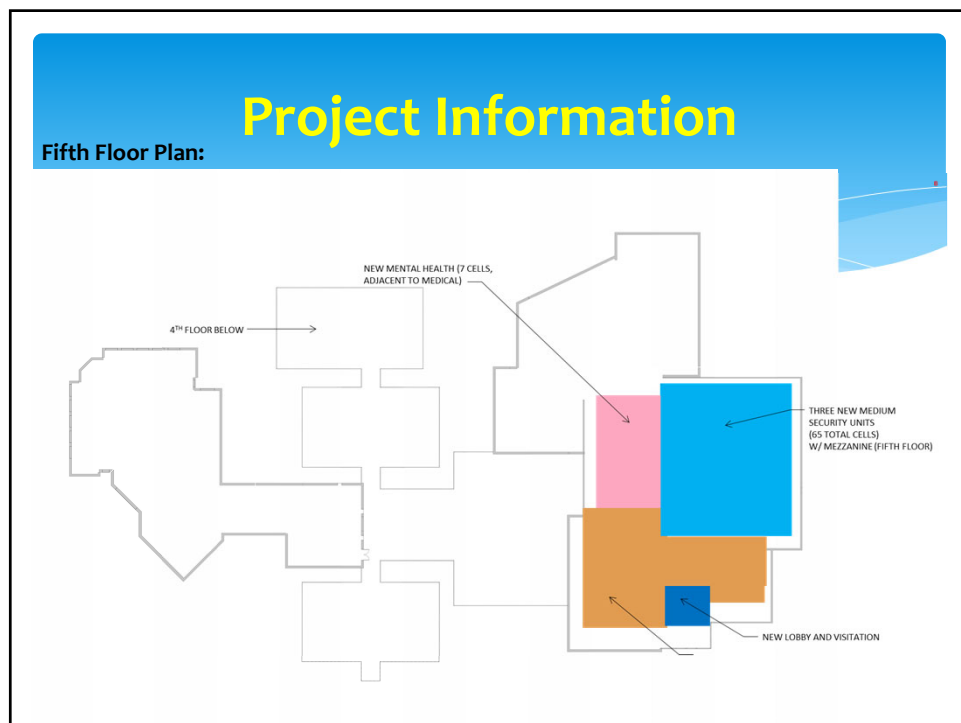 Project Information
Fifth Floor Plan:
NEW MENTAL HEALTH (7 CELLS,
ADJACENT TO MEDICAL)
4TH FLOOR BELOW
THREE NEW MEDIUM
SECURITY UNITS
(65 TOTAL CELLS)
W/ MEZZANINE (FIFTH FLOOR)
NEW LOBBY AND VISITATION